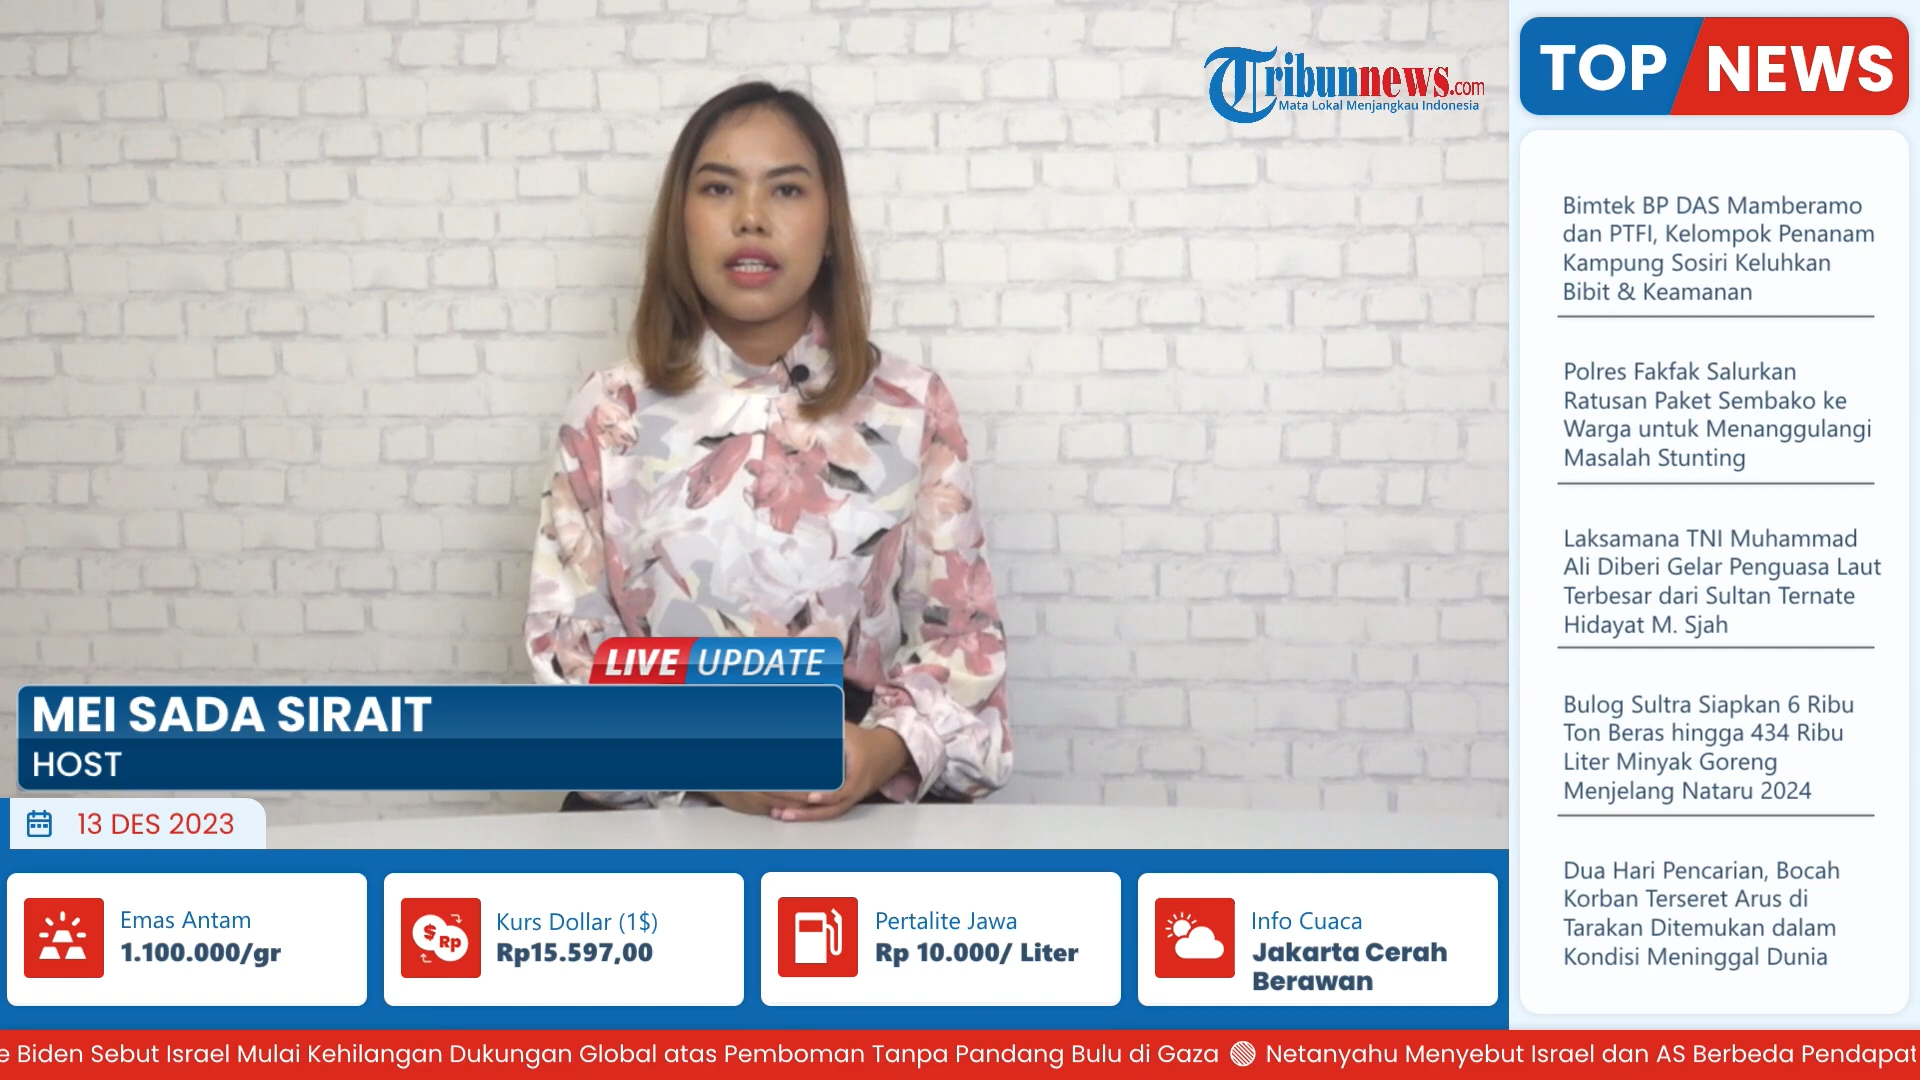 Tribunnews.com
Mata Lokal Menjangkau Indonesia
TOP NEWS
Bimtek BP DAS Mamberamo
dan PTFI, Kelompok Penanam
Kampung Sosiri Keluhkan
Bibit & Keamanan
Polres Fakfak Salurkan
Ratusan Paket Sembako ke
Warga untuk Menanggulangi
Masalah Stunting
Laksamana TNI Muhammad
Ali Diberi Gelar Penguasa Laut
Terbesar dari Sultan Ternate
Hidayat M. Sjah
Bulog Sultra Siapkan 6 Ribu
Ton Beras hingga 434 Ribu
Liter Minyak Goreng
Menjelang Nataru 2024
Dua Hari Pencarian, Bocah
Korban Terseret Arus di
Tarakan Ditemukan dalam
Kondisi Meninggal Dunia
LIVE UPDATE
MEI SADA SIRAIT
HOST
13 DES 2023
Emas Antam
1.100.000/gr
$ Rp
Kurs Dollar (1$)
Rp15.597,00
Pertalite Jawa
Rp 10.000/ Liter
Info Cuaca
Jakarta Cerah
Berawan
e Biden Sebut Israel Mulai Kehilangan Dukungan Global atas Pemboman Tanpa Pandang Bulu di Gaza Netanyahu Menyebut Israel dan AS Berbeda Pendapat